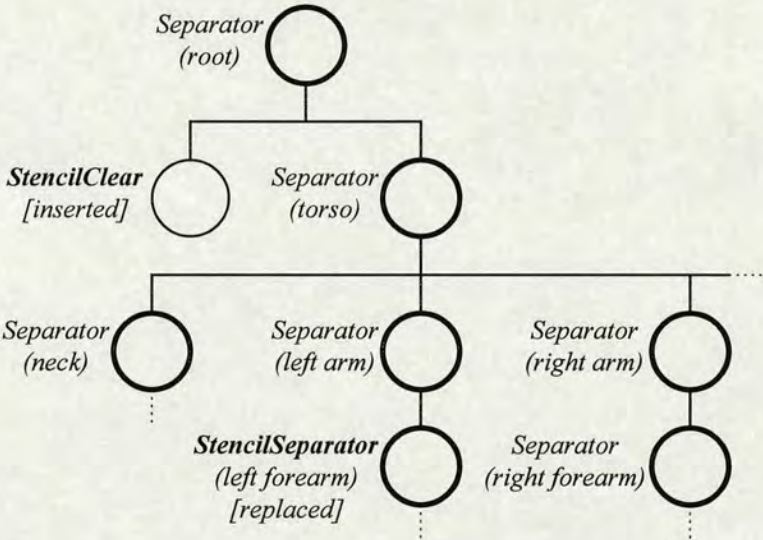 Separator
(root)
StencilClear
[inserted]
Separator
(torso)
Separator
(neck)
Separator
(left arm)
Separator
(right arm)
StencilSeparator
(left forearm)
[replaced]
Separator
(right forearm)